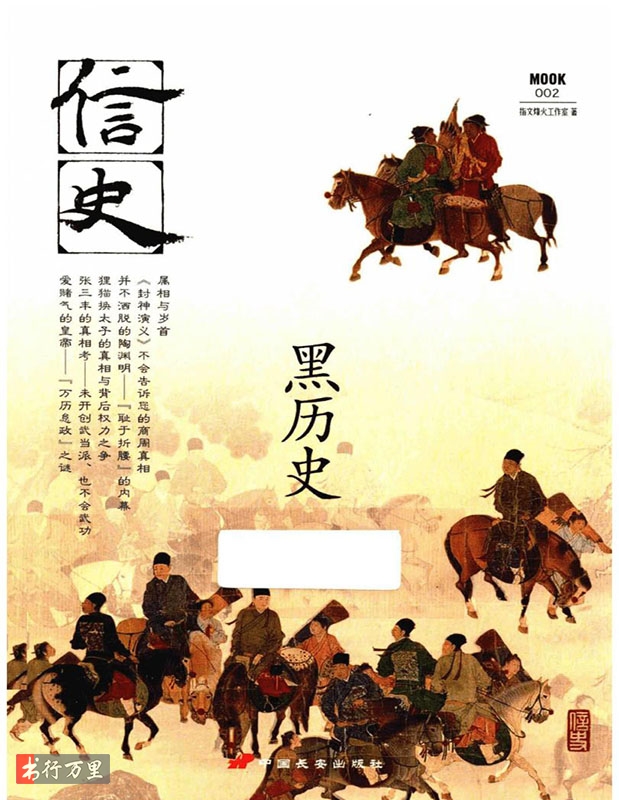 信史
MOOK
002
指文烽火工作室 著
属相与岁首
《封神演义》不会告诉您的商周真相
并不洒脱的陶渊明——『耻于折腰』的内幕
狸猫换太子的真相与背后权力之争
张三丰的真相考——未开创武当派、也不会武功
爱赌气的皇帝——『万历怠政』之谜
黑历史
信史
中国长安出版社
书行万里